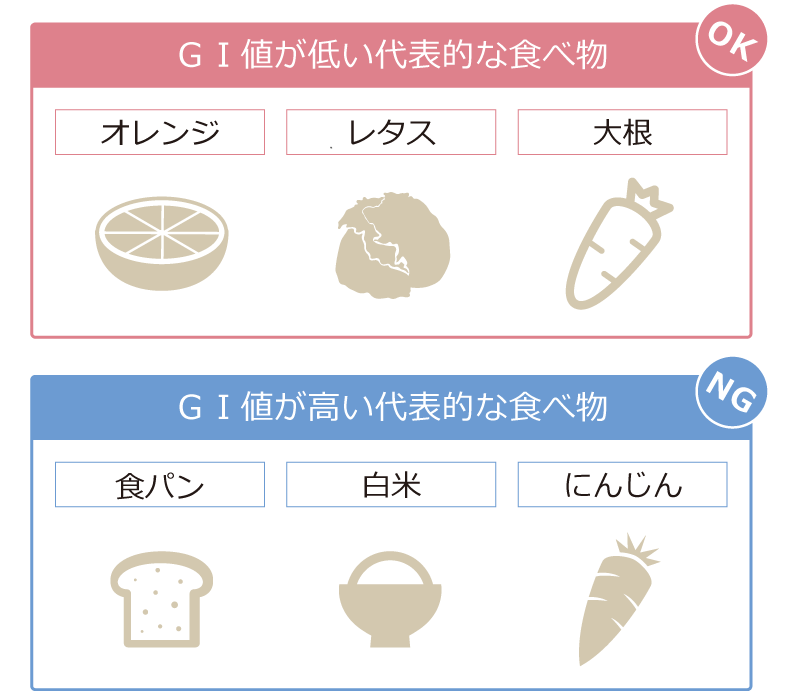 GI値が低い代表的な食べ物
OK
オレンジ
レタス
大根
GI値が高い代表的な食べ物
NG
食パン
白米
にんじん